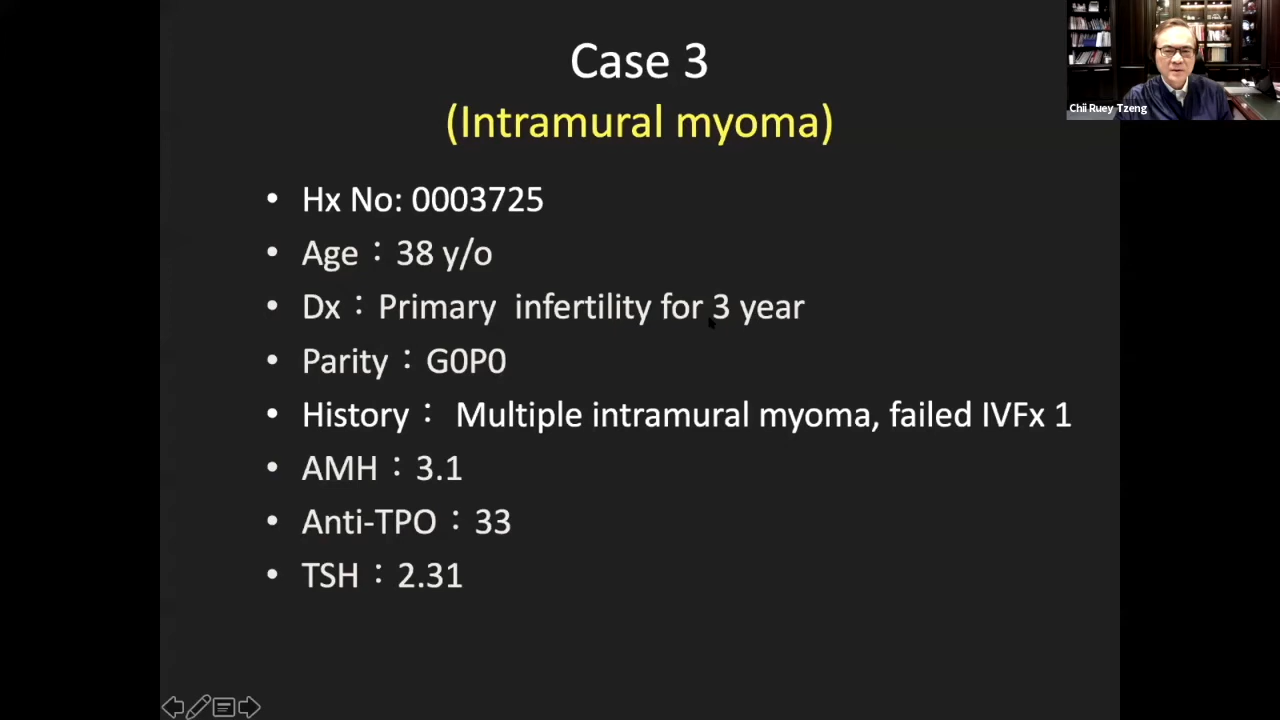 Case 3
(Intramural myoma)
• Hx No: 0003725
• Age：38 y/o
• Dx：Primary  infertility for 3 year
• Parity：G0P0
• History： Multiple intramural myoma, failed IVFx 1
• AMH：3.1
• Anti-TPO：33
• TSH：2.31
Chii Ruey Tzeng